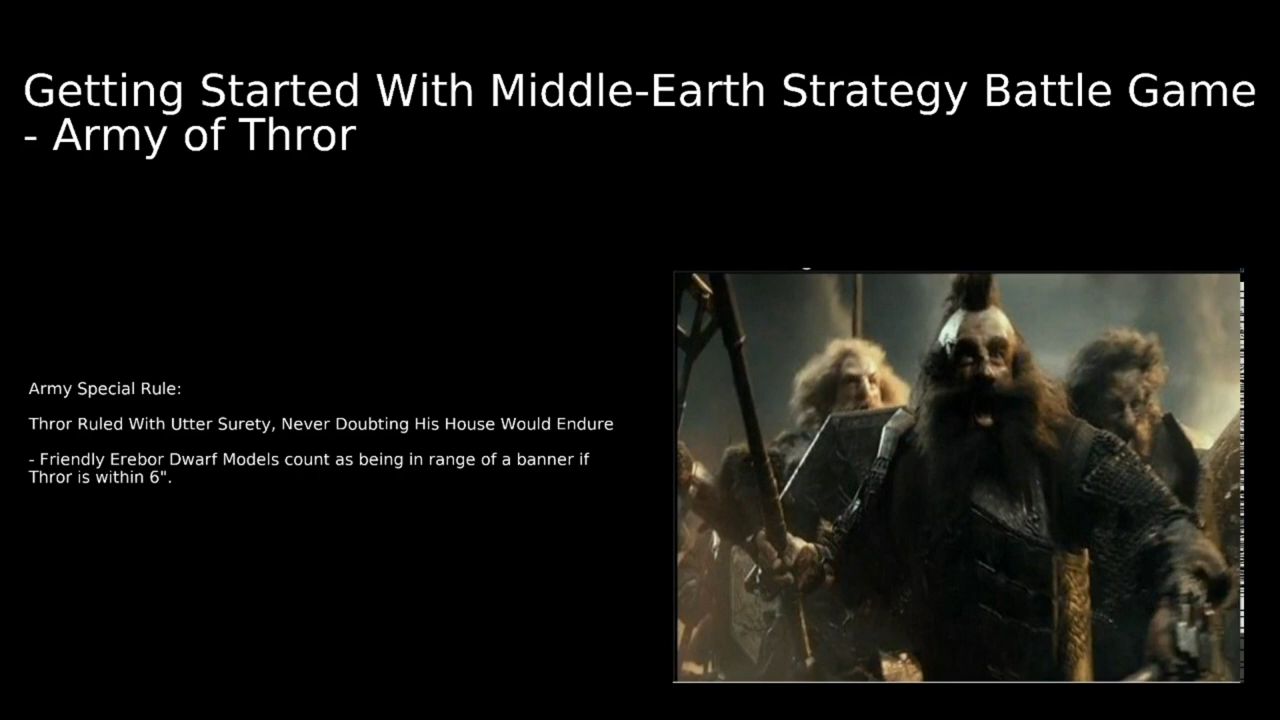 Getting Started With Middle-Earth Strategy Battle Game
- Army of Thror
Army Special Rule:
Thror Ruled With Utter Surety, Never Doubting His House Would Endure
- Friendly Erebor Dwarf Models count as being in range of a banner if
Thror is within 6".